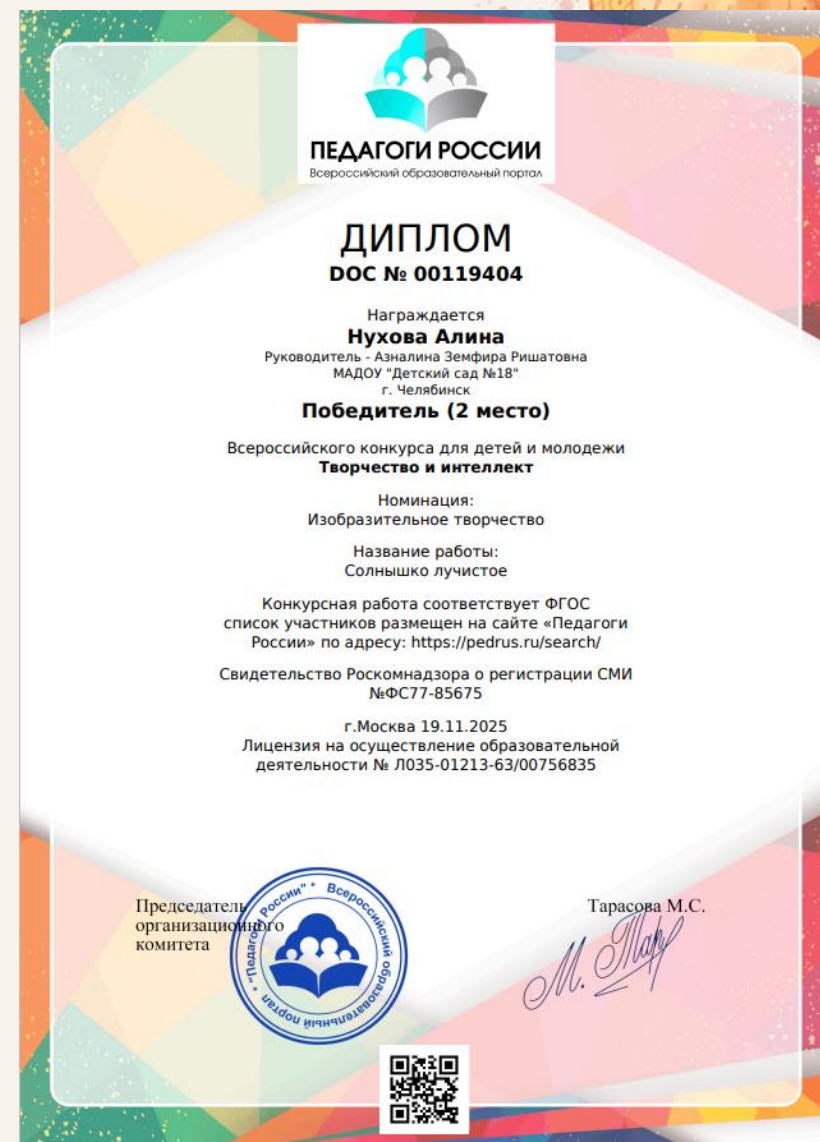 ПЕДАГОГИ РОССИИ
Всероссийский образовательный портал
ДИПЛОМ
DOC № 00119404
Награждается
Нухова Алина
Руководитель - Азналина Земфира Ришатовна
МАДОУ "Детский сад №18"
г. Челябинск
Победитель (2 место)
Всероссийского конкурса для детей и молодежи
Творчество и интеллект
Номинация:
Изобразительное творчество
Название работы:
Солнышко лучистое
Конкурсная работа соответствует ФГОС
список участников размещен на сайте «Педагоги
России» по адресу: https://pedrus.ru/search/
Свидетельство Роскомнадзора о регистрации СМИ
№ФС77-85675
г.Москва 19.11.2025
Лицензия на осуществление образовательной
деятельности № Л035-01213-63/00756835
Председатель
организационного
комитета
* "Педагоги России" * Всероссийский образовательный портал
Тарасова М.С.
М. Тар